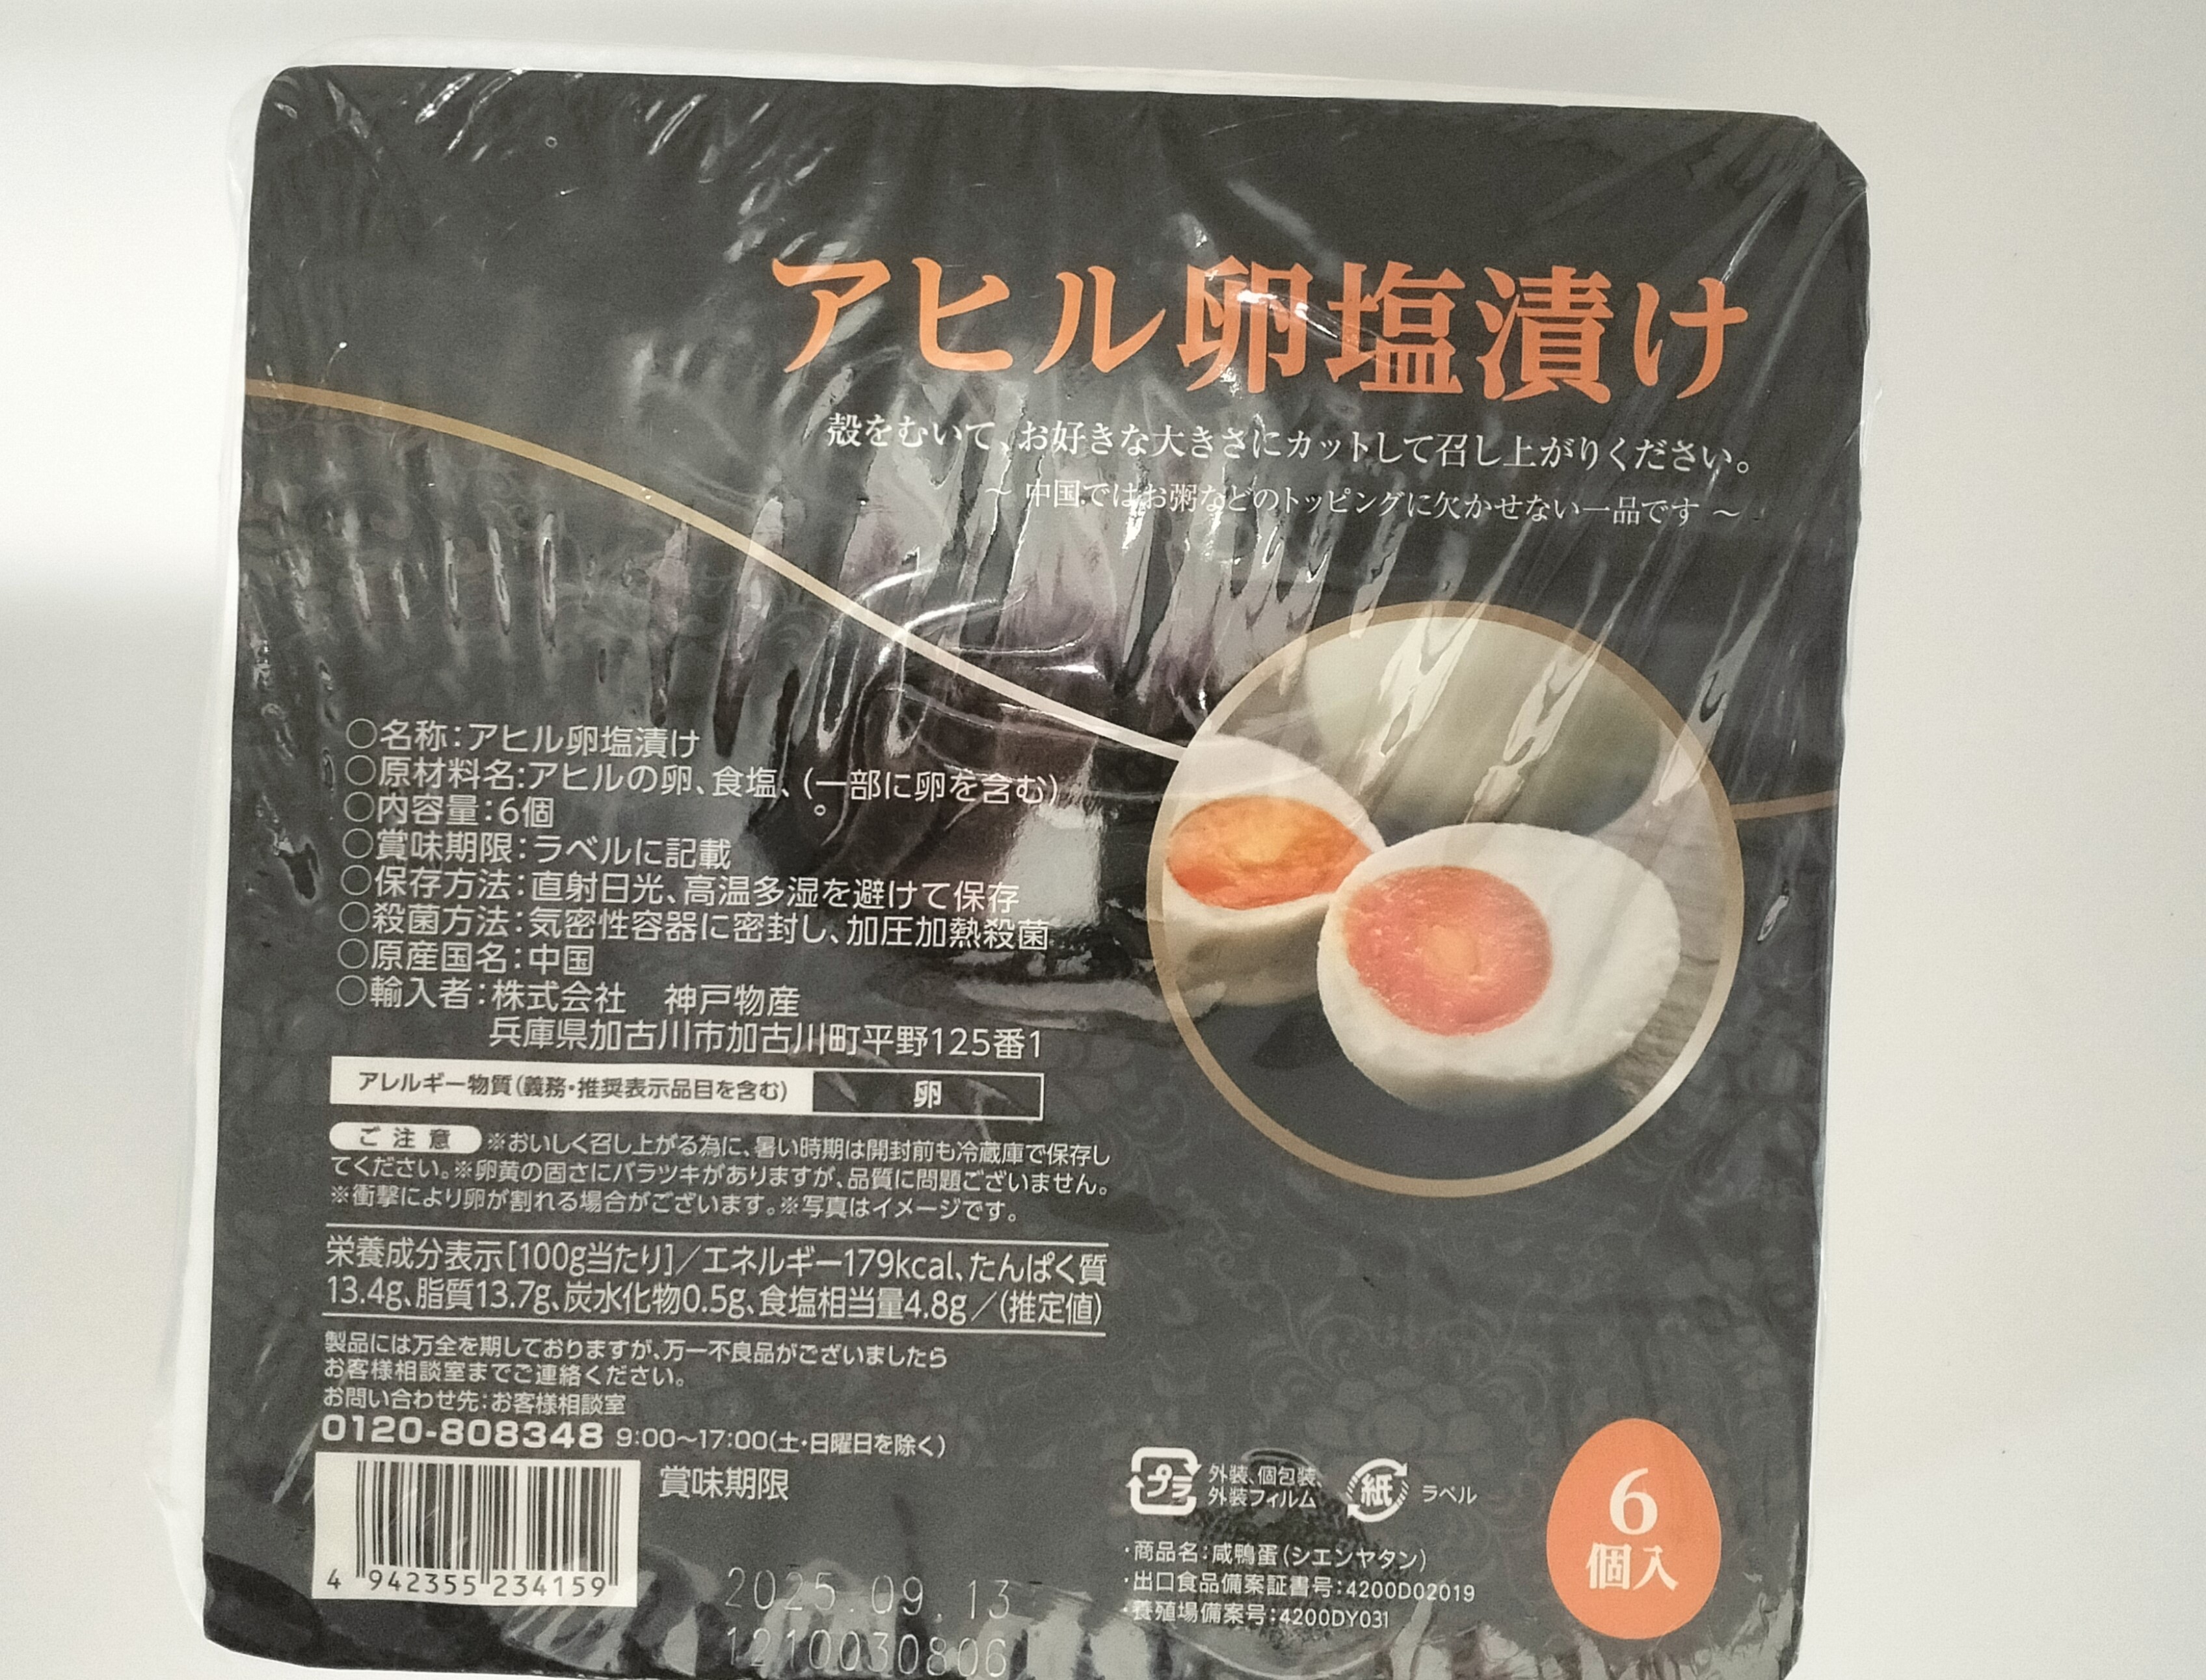 アヒル卵塩漬け
殻をむいて、お好きな大きさにカットして召し上がりください。
～ 中国ではお粥などのトッピングに欠かせない一品です ～
○名称：アヒル卵塩漬け
○原材料名：アヒルの卵、食塩、(一部に卵を含む)
○内容量：6個
○賞味期限：ラベルに記載
○保存方法：直射日光、高温多湿を避けて保存
○殺菌方法：気密性容器に密封し、加圧加熱殺菌
○原産国名：中国
○輸入者：株式会社　神戸物産
兵庫県加古川市加古川町平野125番1
アレルギー物質(義務・推奨表示品目を含む) 卵
ご注意 ※おいしく召し上がる為に、暑い時期は開封前も冷蔵庫で保存し
てください。※卵黄の固さにバラツキがありますが、品質に問題ございません。
※衝撃により卵が割れる場合がございます。※写真はイメージです。
栄養成分表示[100g当たり]／エネルギー179kcal、たんぱく質
13.4g、脂質13.7g、炭水化物0.5g、食塩相当量4.8g／(推定値)
製品には万全を期しておりますが、万一不良品がございましたら
お客様相談室までご連絡ください。
お問い合わせ先：お客様相談室
0120-808348 9:00〜17:00(土・日曜日を除く)
賞味期限
4 942355 234159
2025.09.13
1210030806
プラ 外装、個包装、
外装フィルム
紙 ラベル
・商品名：咸鴨蛋(シエンヤタン)
・出口食品備案証書号：4200D02019
・養殖場備案号：4200DY031
6
個入